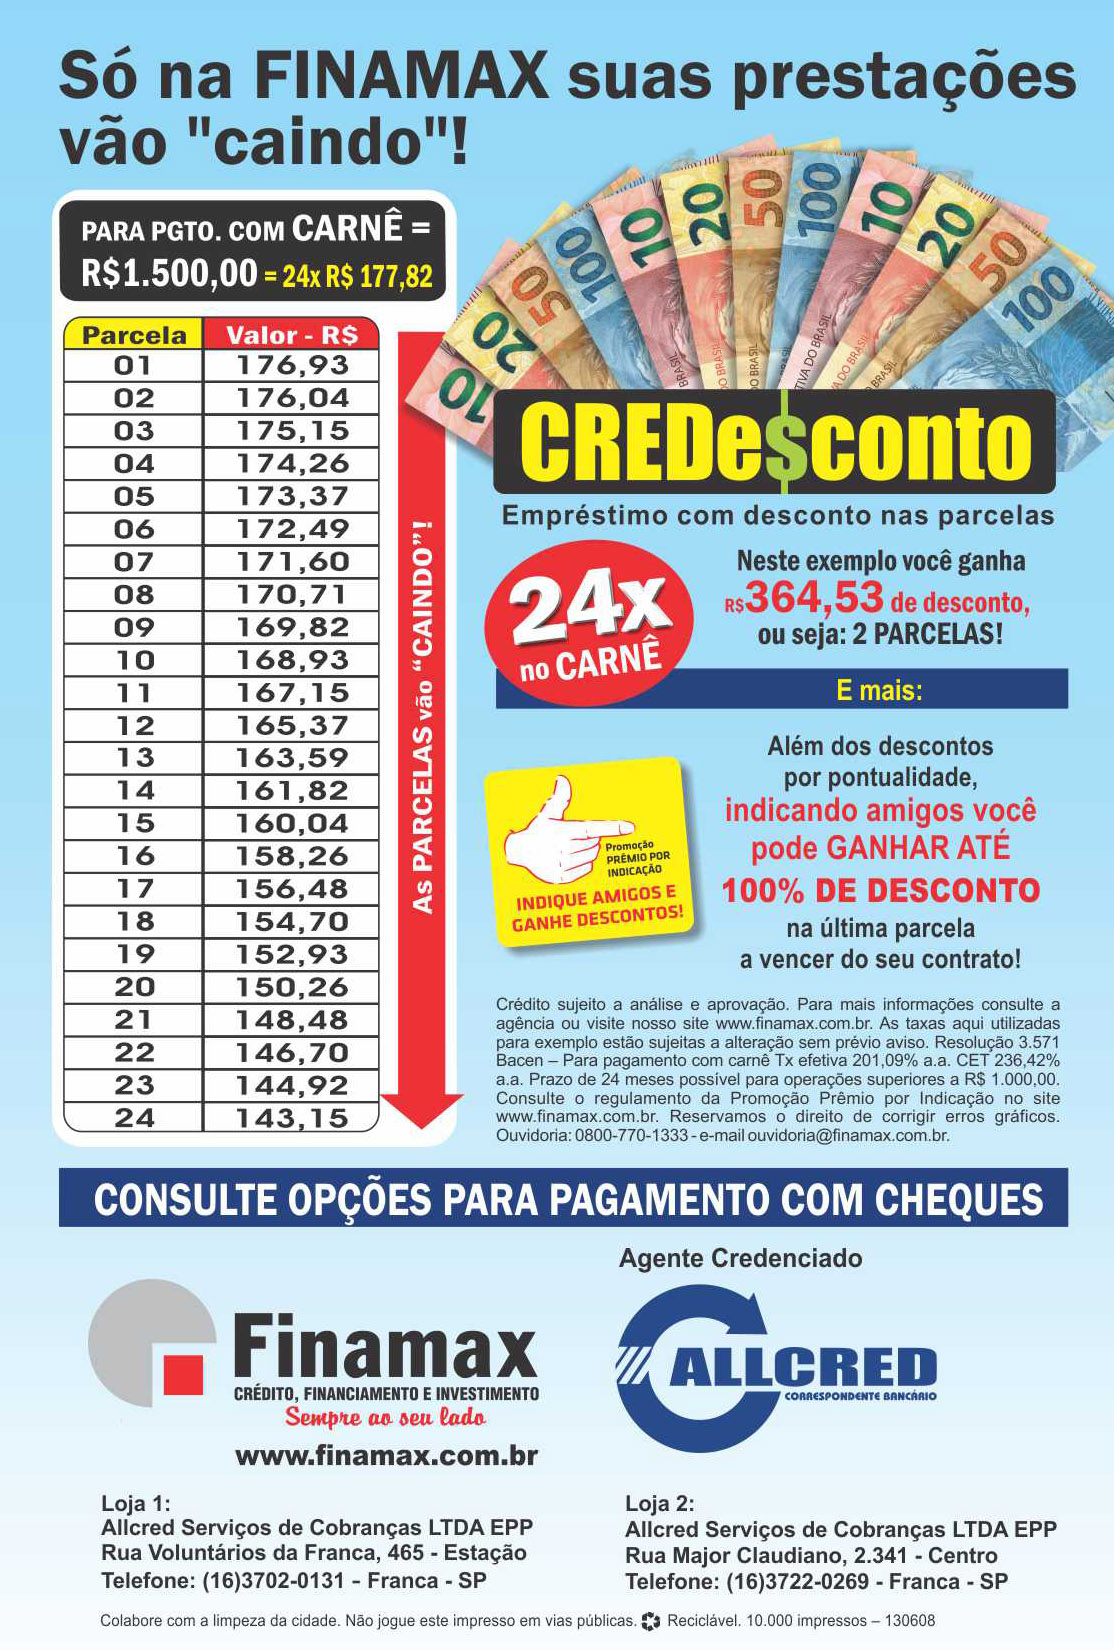 Só na FINAMAX suas prestações
vão "caindo"!
PARA PGTO. COM CARNÊ =
R$1.500,00 = 24x R$ 177,82
Parcela Valor - R$
01 176,93
02 176,04
03 175,15
04 174,26
05 173,37
06 172,49
07 171,60
08 170,71
09 169,82
10 168,93
11 167,15
12 165,37
13 163,59
14 161,82
15 160,04
16 158,26
17 156,48
18 154,70
19 152,93
20 150,26
21 148,48
22 146,70
23 144,92
24 143,15
As PARCELAS vão “CAINDO”!
10
20
50
100
10
20
50
100
10
20
50
100
CREDe$conto
Empréstimo com desconto nas parcelas
24x
no CARNÊ
Neste exemplo você ganha
R$364,53 de desconto,
ou seja: 2 PARCELAS!
E mais:
Promoção
PRÊMIO POR
INDICAÇÃO
INDIQUE AMIGOS E
GANHE DESCONTOS!
Além dos descontos
por pontualidade,
indicando amigos você
pode GANHAR ATÉ
100% DE DESCONTO
na última parcela
a vencer do seu contrato!
Crédito sujeito a análise e aprovação. Para mais informações consulte a
agência ou visite nosso site www.finamax.com.br. As taxas aqui utilizadas
para exemplo estão sujeitas a alteração sem prévio aviso. Resolução 3.571
Bacen – Para pagamento com carnê Tx efetiva 201,09% a.a. CET 236,42%
a.a. Prazo de 24 meses possível para operações superiores a R$ 1.000,00.
Consulte o regulamento da Promoção Prêmio por Indicação no site
www.finamax.com.br. Reservamos o direito de corrigir erros gráficos.
Ouvidoria: 0800-770-1333 - e-mail ouvidoria@finamax.com.br.
CONSULTE OPÇÕES PARA PAGAMENTO COM CHEQUES
Finamax
CRÉDITO, FINANCIAMENTO E INVESTIMENTO
Sempre ao seu lado
www.finamax.com.br
Agente Credenciado
ALLCRED
CORRESPONDENTE BANCÁRIO
Loja 1:
Allcred Serviços de Cobranças LTDA EPP
Rua Voluntários da Franca, 465 - Estação
Telefone: (16)3702-0131 - Franca - SP
Loja 2:
Allcred Serviços de Cobranças LTDA EPP
Rua Major Claudiano, 2.341 - Centro
Telefone: (16)3722-0269 - Franca - SP
Colabore com a limpeza da cidade. Não jogue este impresso em vias públicas. Reciclável. 10.000 impressos – 130608